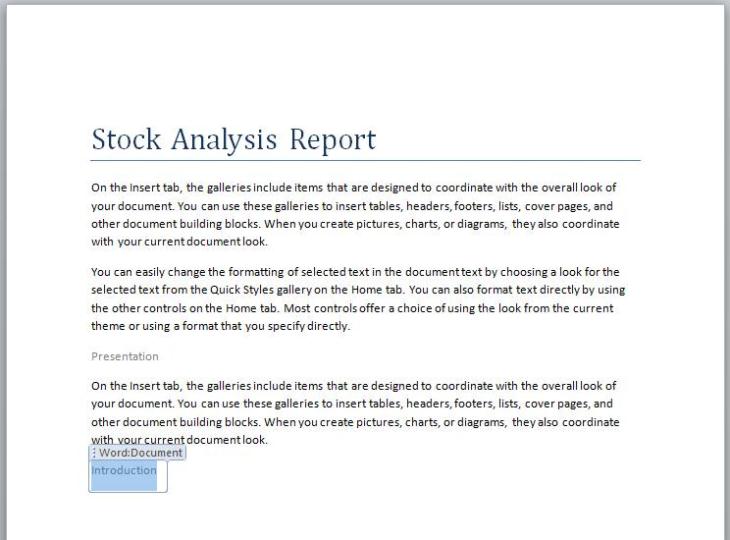 Stock Analysis Report
On the Insert tab, the galleries include items that are designed to coordinate with the overall look of
your document. You can use these galleries to insert tables, headers, footers, lists, cover pages, and
other document building blocks. When you create pictures, charts, or diagrams, they also coordinate
with your current document look.
You can easily change the formatting of selected text in the document text by choosing a look for the
selected text from the Quick Styles gallery on the Home tab. You can also format text directly by using
the other controls on the Home tab. Most controls offer a choice of using the look from the current
theme or using a format that you specify directly.
Presentation
On the Insert tab, the galleries include items that are designed to coordinate with the overall look of
your document. You can use these galleries to insert tables, headers, footers, lists, cover pages, and
other document building blocks. When you create pictures, charts, or diagrams, they also coordinate
with your current document look.
Word:Document
Introduction